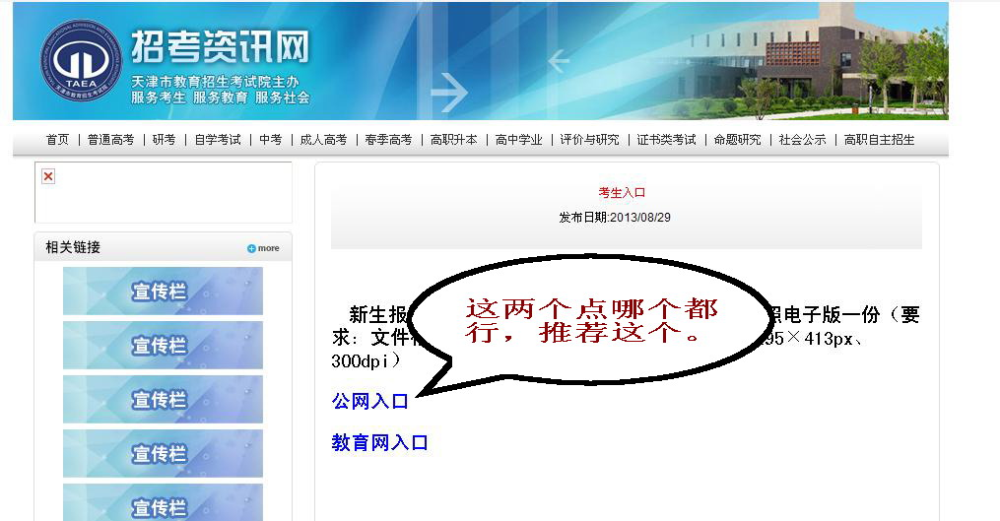 招考资讯网
天津市教育招生考试院主办
服务考生 服务教育 服务社会
TAEA
首页 | 普通高考 | 研考 | 自学考试 | 中考 | 成人高考 | 春季高考 | 高职升本 | 高中学业 | 评价与研究 | 证书类考试 | 命题研究 | 社会公示 | 高职自主招生
相关链接
more
宣传栏
宣传栏
宣传栏
宣传栏
宣传栏
考生入口
发布日期:2013/08/29
这两个点哪个都
行，推荐这个。
新生报 照电子版一份（要
求：文件 95×413px、
300dpi）
公网入口
教育网入口